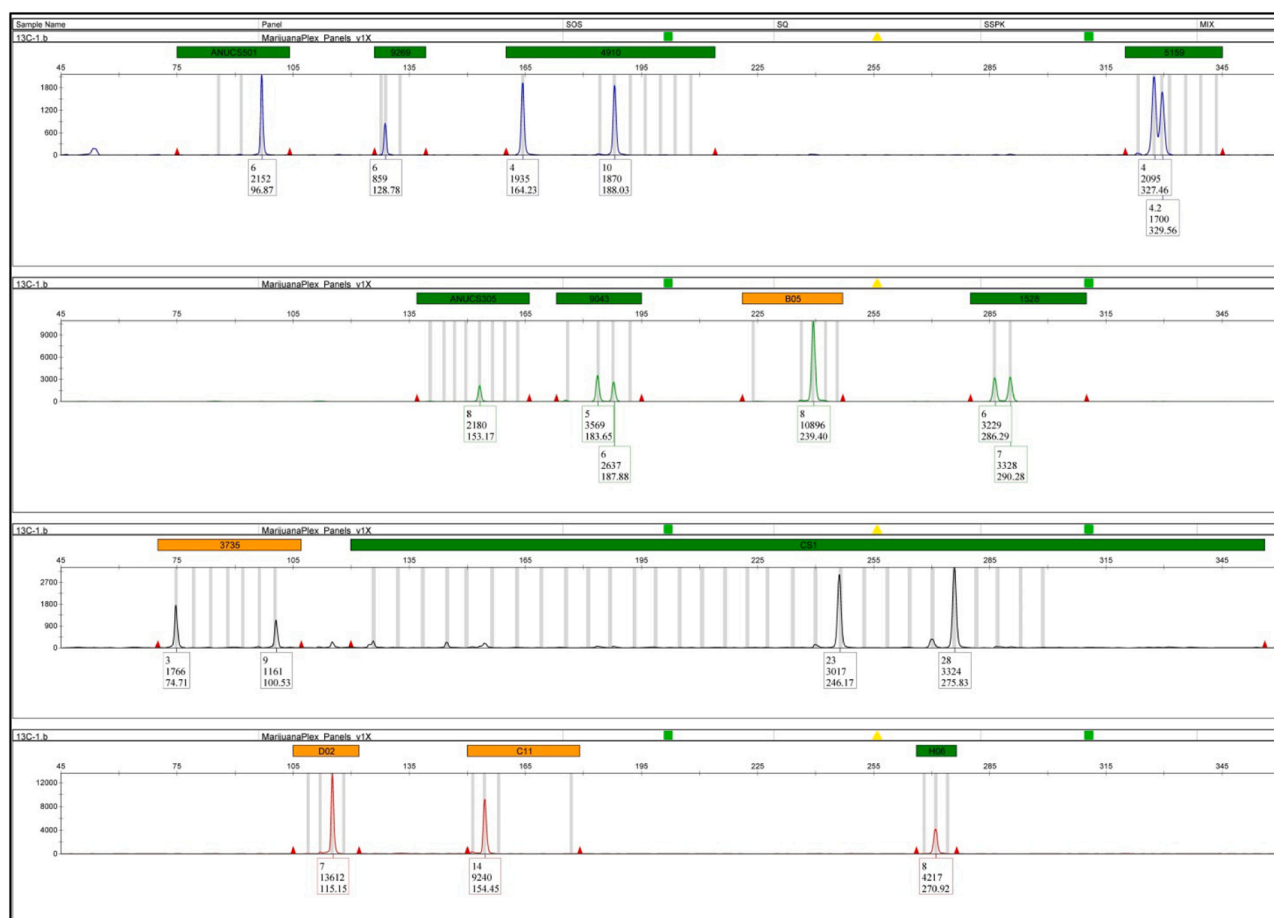 Sample Name Panel SOS SQ SSPK MIX
13C-1.b MarijuanaPlex_Panels_v1X
ANUCS501 9269 4910 5159
45 75 105 135 165 195 225 255 285 315 345
1800
1200
600
0
6 6 4 10 4
2152 859 1935 1870 2095
96.87 128.78 164.23 188.03 327.46
4.2
1700
329.56
13C-1.b MarijuanaPlex_Panels_v1X
ANUCS305 9043 B05 1528
45 75 105 135 165 195 225 255 285 315 345
9000
6000
3000
0
8 5 8 6
2180 3569 10896 3229
153.17 183.65 239.40 286.29
6 7
2637 3328
187.88 290.28
13C-1.b MarijuanaPlex_Panels_v1X
3735 CS1
45 75 105 135 165 195 225 255 285 315 345
2700
1800
900
0
3 9 23 28
1766 1161 3017 3324
74.71 100.53 246.17 275.83
13C-1.b MarijuanaPlex_Panels_v1X
D02 C11 H06
45 75 105 135 165 195 225 255 285 315 345
12000
8000
4000
0
7 14 8
13612 9240 4217
115.15 154.45 270.92